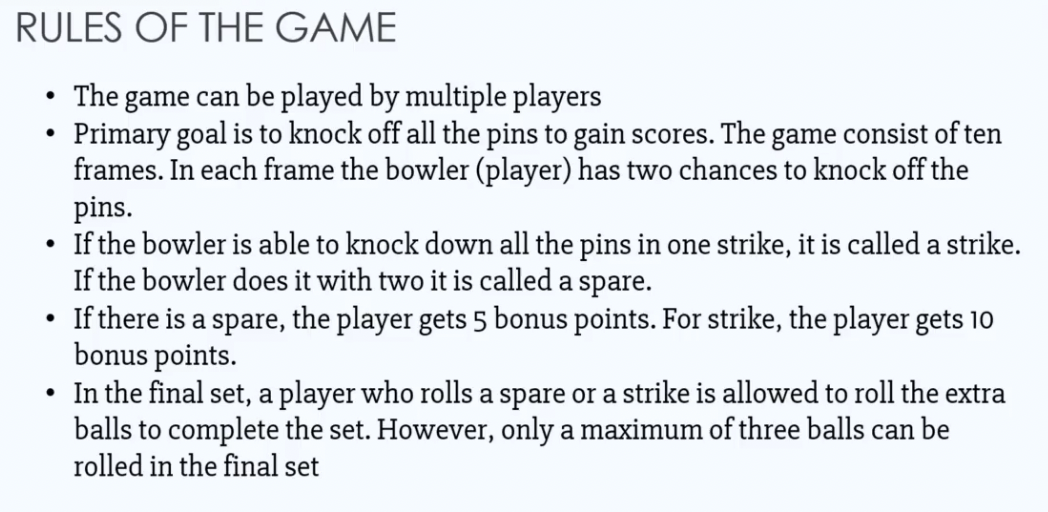 RULES OF THE GAME
• The game can be played by multiple players
• Primary goal is to knock off all the pins to gain scores. The game consist of ten
frames. In each frame the bowler (player) has two chances to knock off the
pins.
• If the bowler is able to knock down all the pins in one strike, it is called a strike.
If the bowler does it with two it is called a spare.
• If there is a spare, the player gets 5 bonus points. For strike, the player gets 10
bonus points.
• In the final set, a player who rolls a spare or a strike is allowed to roll the extra
balls to complete the set. However, only a maximum of three balls can be
rolled in the final set